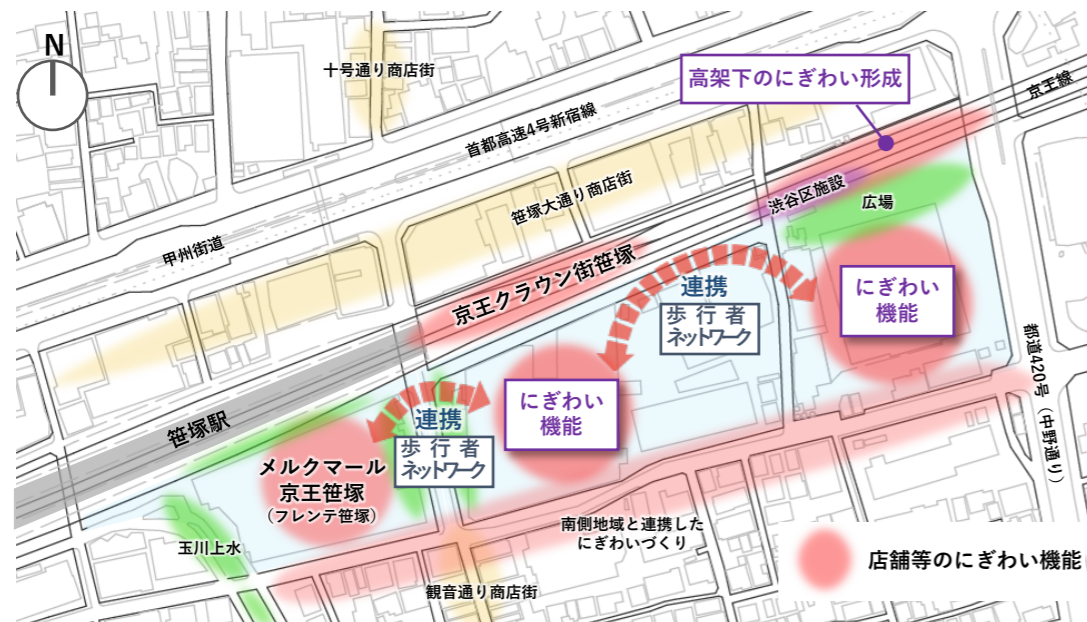 N
十号通り商店街
高架下のにぎわい形成
京王線
首都高速4号新宿線
笹塚大通り商店街
渋谷区施設
広場
甲州街道
京王クラウン街笹塚
連携
歩行者
ネットワーク
にぎわい
機能
笹塚駅
連携
歩行者
ネットワーク
にぎわい
機能
都道420号（中野通り）
メルクマール
京王笹塚
（フレンテ笹塚）
玉川上水
南側地域と連携した
にぎわいづくり
観音通り商店街
店舗等のにぎわい機能